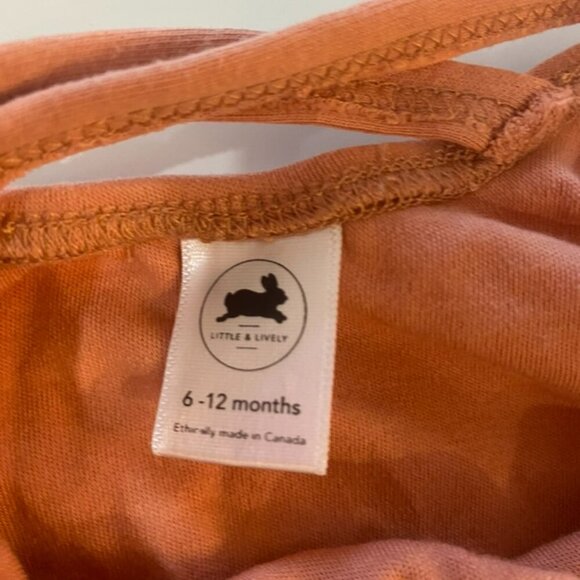 LITTLE & LIVELY
6 -12 months
Ethically made in Canada